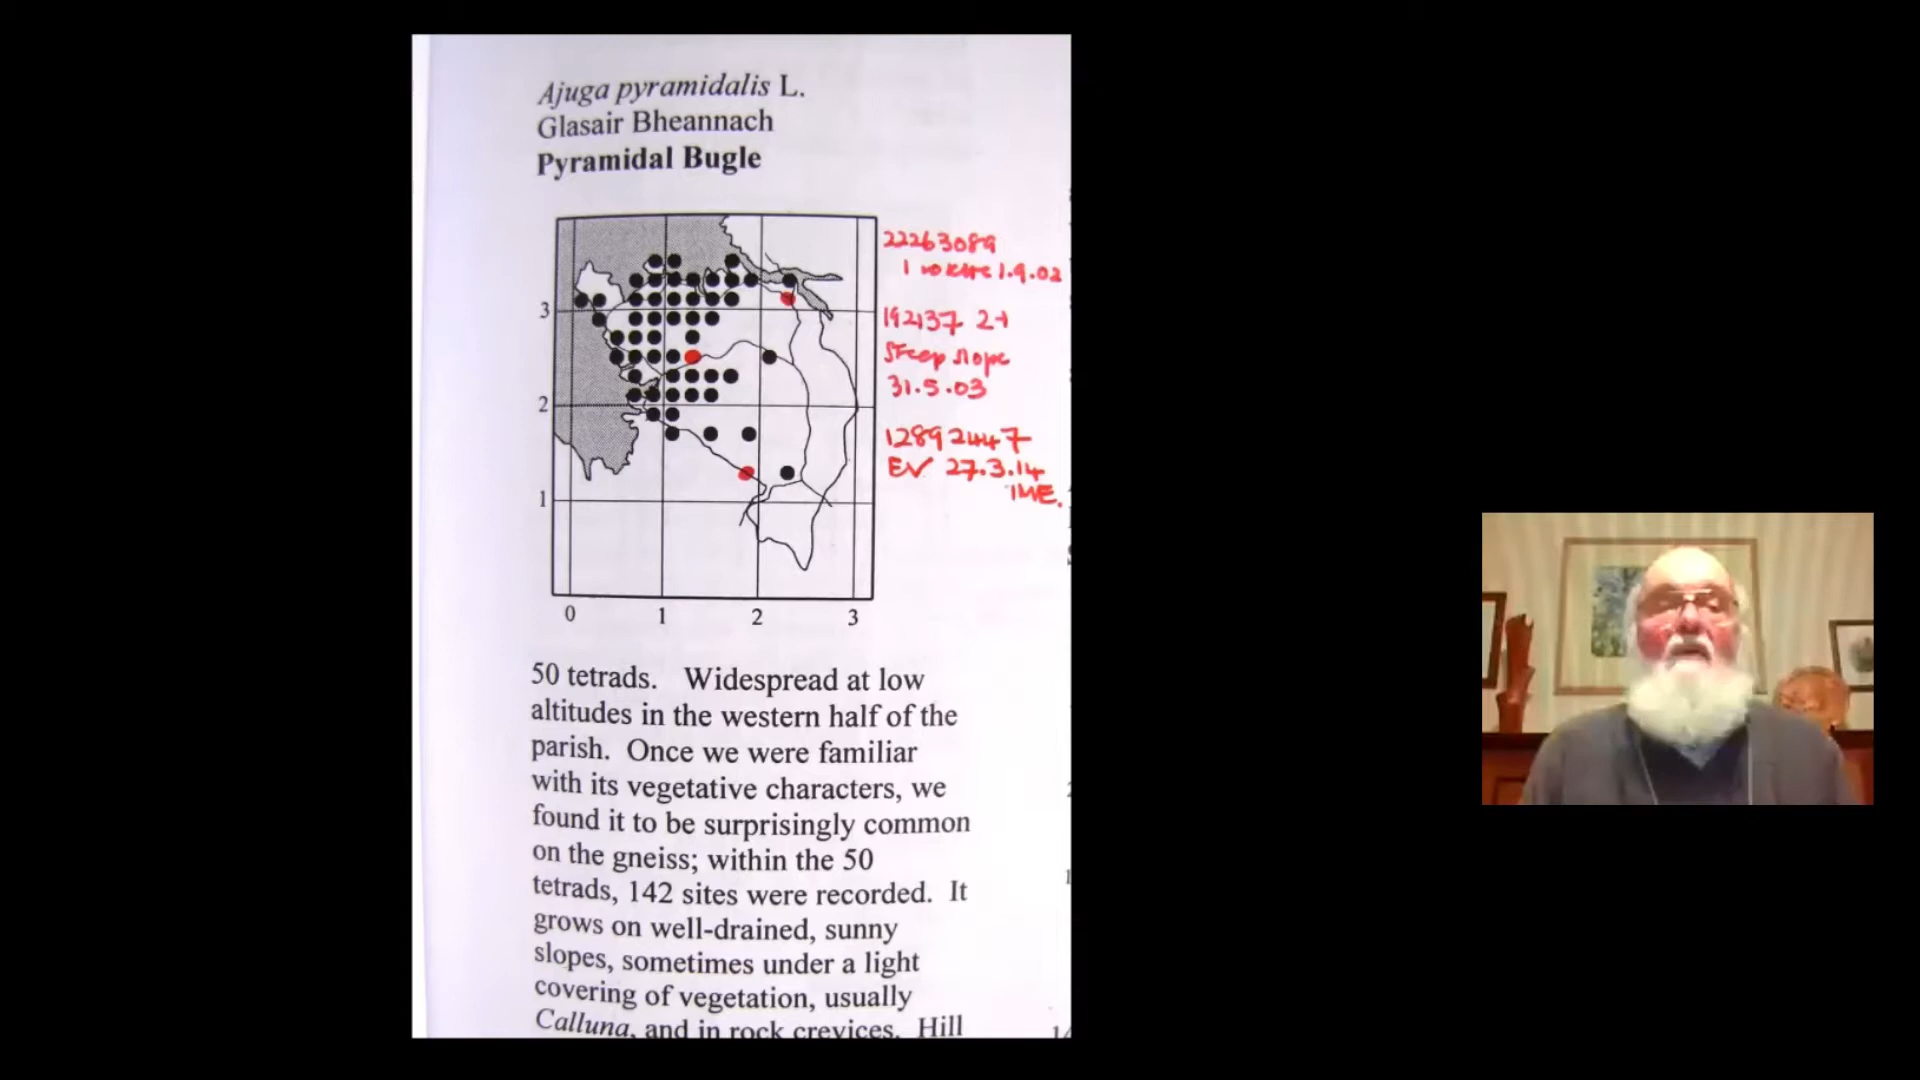 Ajuga pyramidalis L.
Glasair Bheannach
Pyramidal Bugle
22263089
1.9.02
3
192137 2+
Steep slope
31.5.03
2
12892447
EV 27.3.14
IME.
1
0 1 2 3
50 tetrads. Widespread at low
altitudes in the western half of the
parish. Once we were familiar
with its vegetative characters, we
found it to be surprisingly common
on the gneiss; within the 50
tetrads, 142 sites were recorded. It
grows on well-drained, sunny
slopes, sometimes under a light
covering of vegetation, usually
Calluna, and in rock crevices. Hill